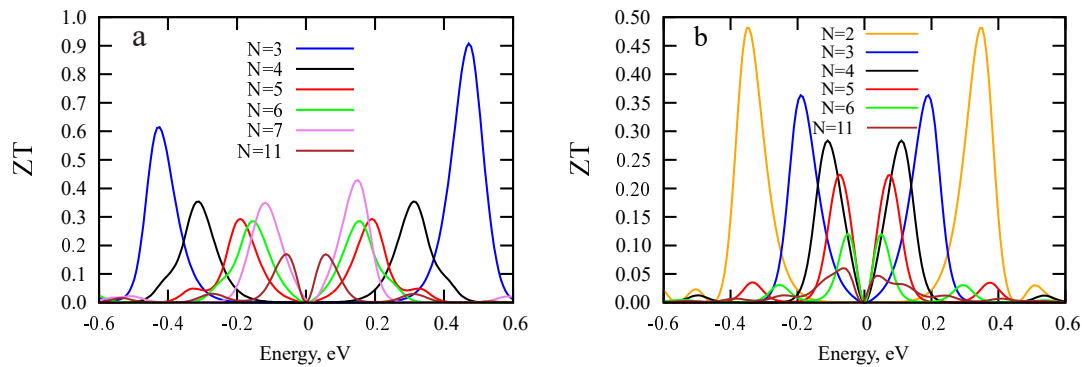 a
ZT
1.0
0.9
0.8
0.7
0.6
0.5
0.4
0.3
0.2
0.1
0.0
N=3
N=4
N=5
N=6
N=7
N=11
-0.6 -0.4 -0.2 0 0.2 0.4 0.6
Energy, eV
b
ZT
0.50
0.45
0.40
0.35
0.30
0.25
0.20
0.15
0.10
0.05
0.00
N=2
N=3
N=4
N=5
N=6
N=11
-0.6 -0.4 -0.2 0 0.2 0.4 0.6
Energy, eV